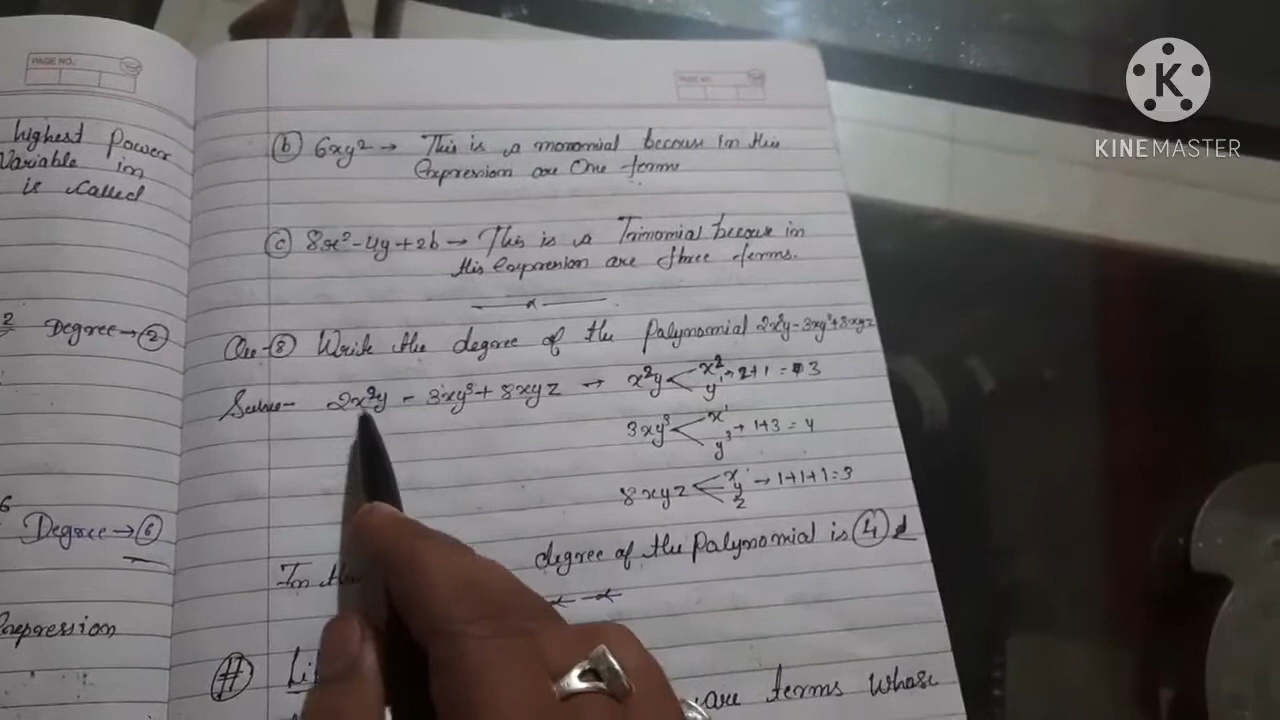 PAGE NO.:
highest Power
Variable in
is called
2 Degree → 2
6
Degree → 6
Expression
PAGE NO.
b 6xy² → This is a monomial because in this
Expression are One term
c 8x² - 4y + 2b → This is a Trinomial because in
this expression are three terms.
Que - 8 Write the degree of the Polynomial 2x²y - 3xy³ + 8xyz
2x²y - 3xy³ + 8xyz → x²y < x² y¹ → 2+1 = 3
3xy³ < x¹ y³ → 1+3 = 4
8xyz < x y z → 1+1+1 = 3
In the degree of the Polynomial is 4
#
are terms whose
K
KINEMASTER